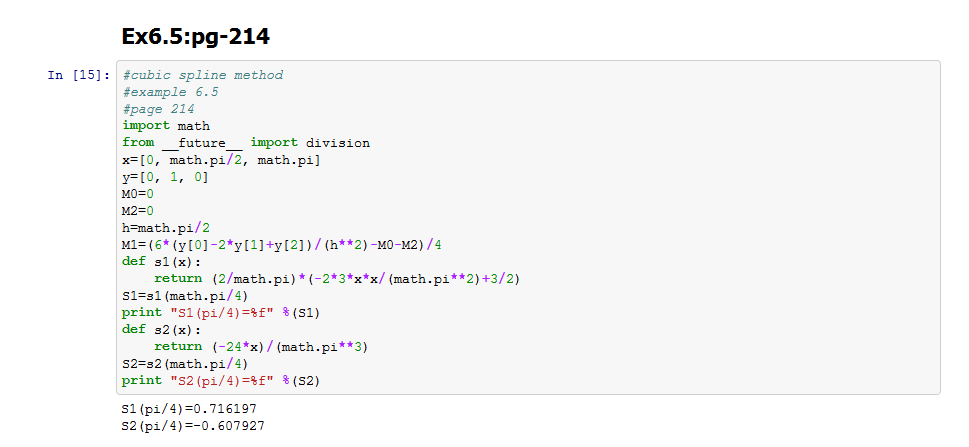 Ex6.5:pg-214
In [15]: #cubic spline method
#example 6.5
#page 214
import math
from __future__ import division
x=[0, math.pi/2, math.pi]
y=[0, 1, 0]
M0=0
M2=0
h=math.pi/2
M1=(6*(y[0]-2*y[1]+y[2])/(h**2)-M0-M2)/4
def s1(x):
    return (2/math.pi)*(-2*3*x*x/(math.pi**2)+3/2)
S1=s1(math.pi/4)
print "S1(pi/4)=%f" %(S1)
def s2(x):
    return (-24*x)/(math.pi**3)
S2=s2(math.pi/4)
print "S2(pi/4)=%f" %(S2)
S1(pi/4)=0.716197
S2(pi/4)=-0.607927